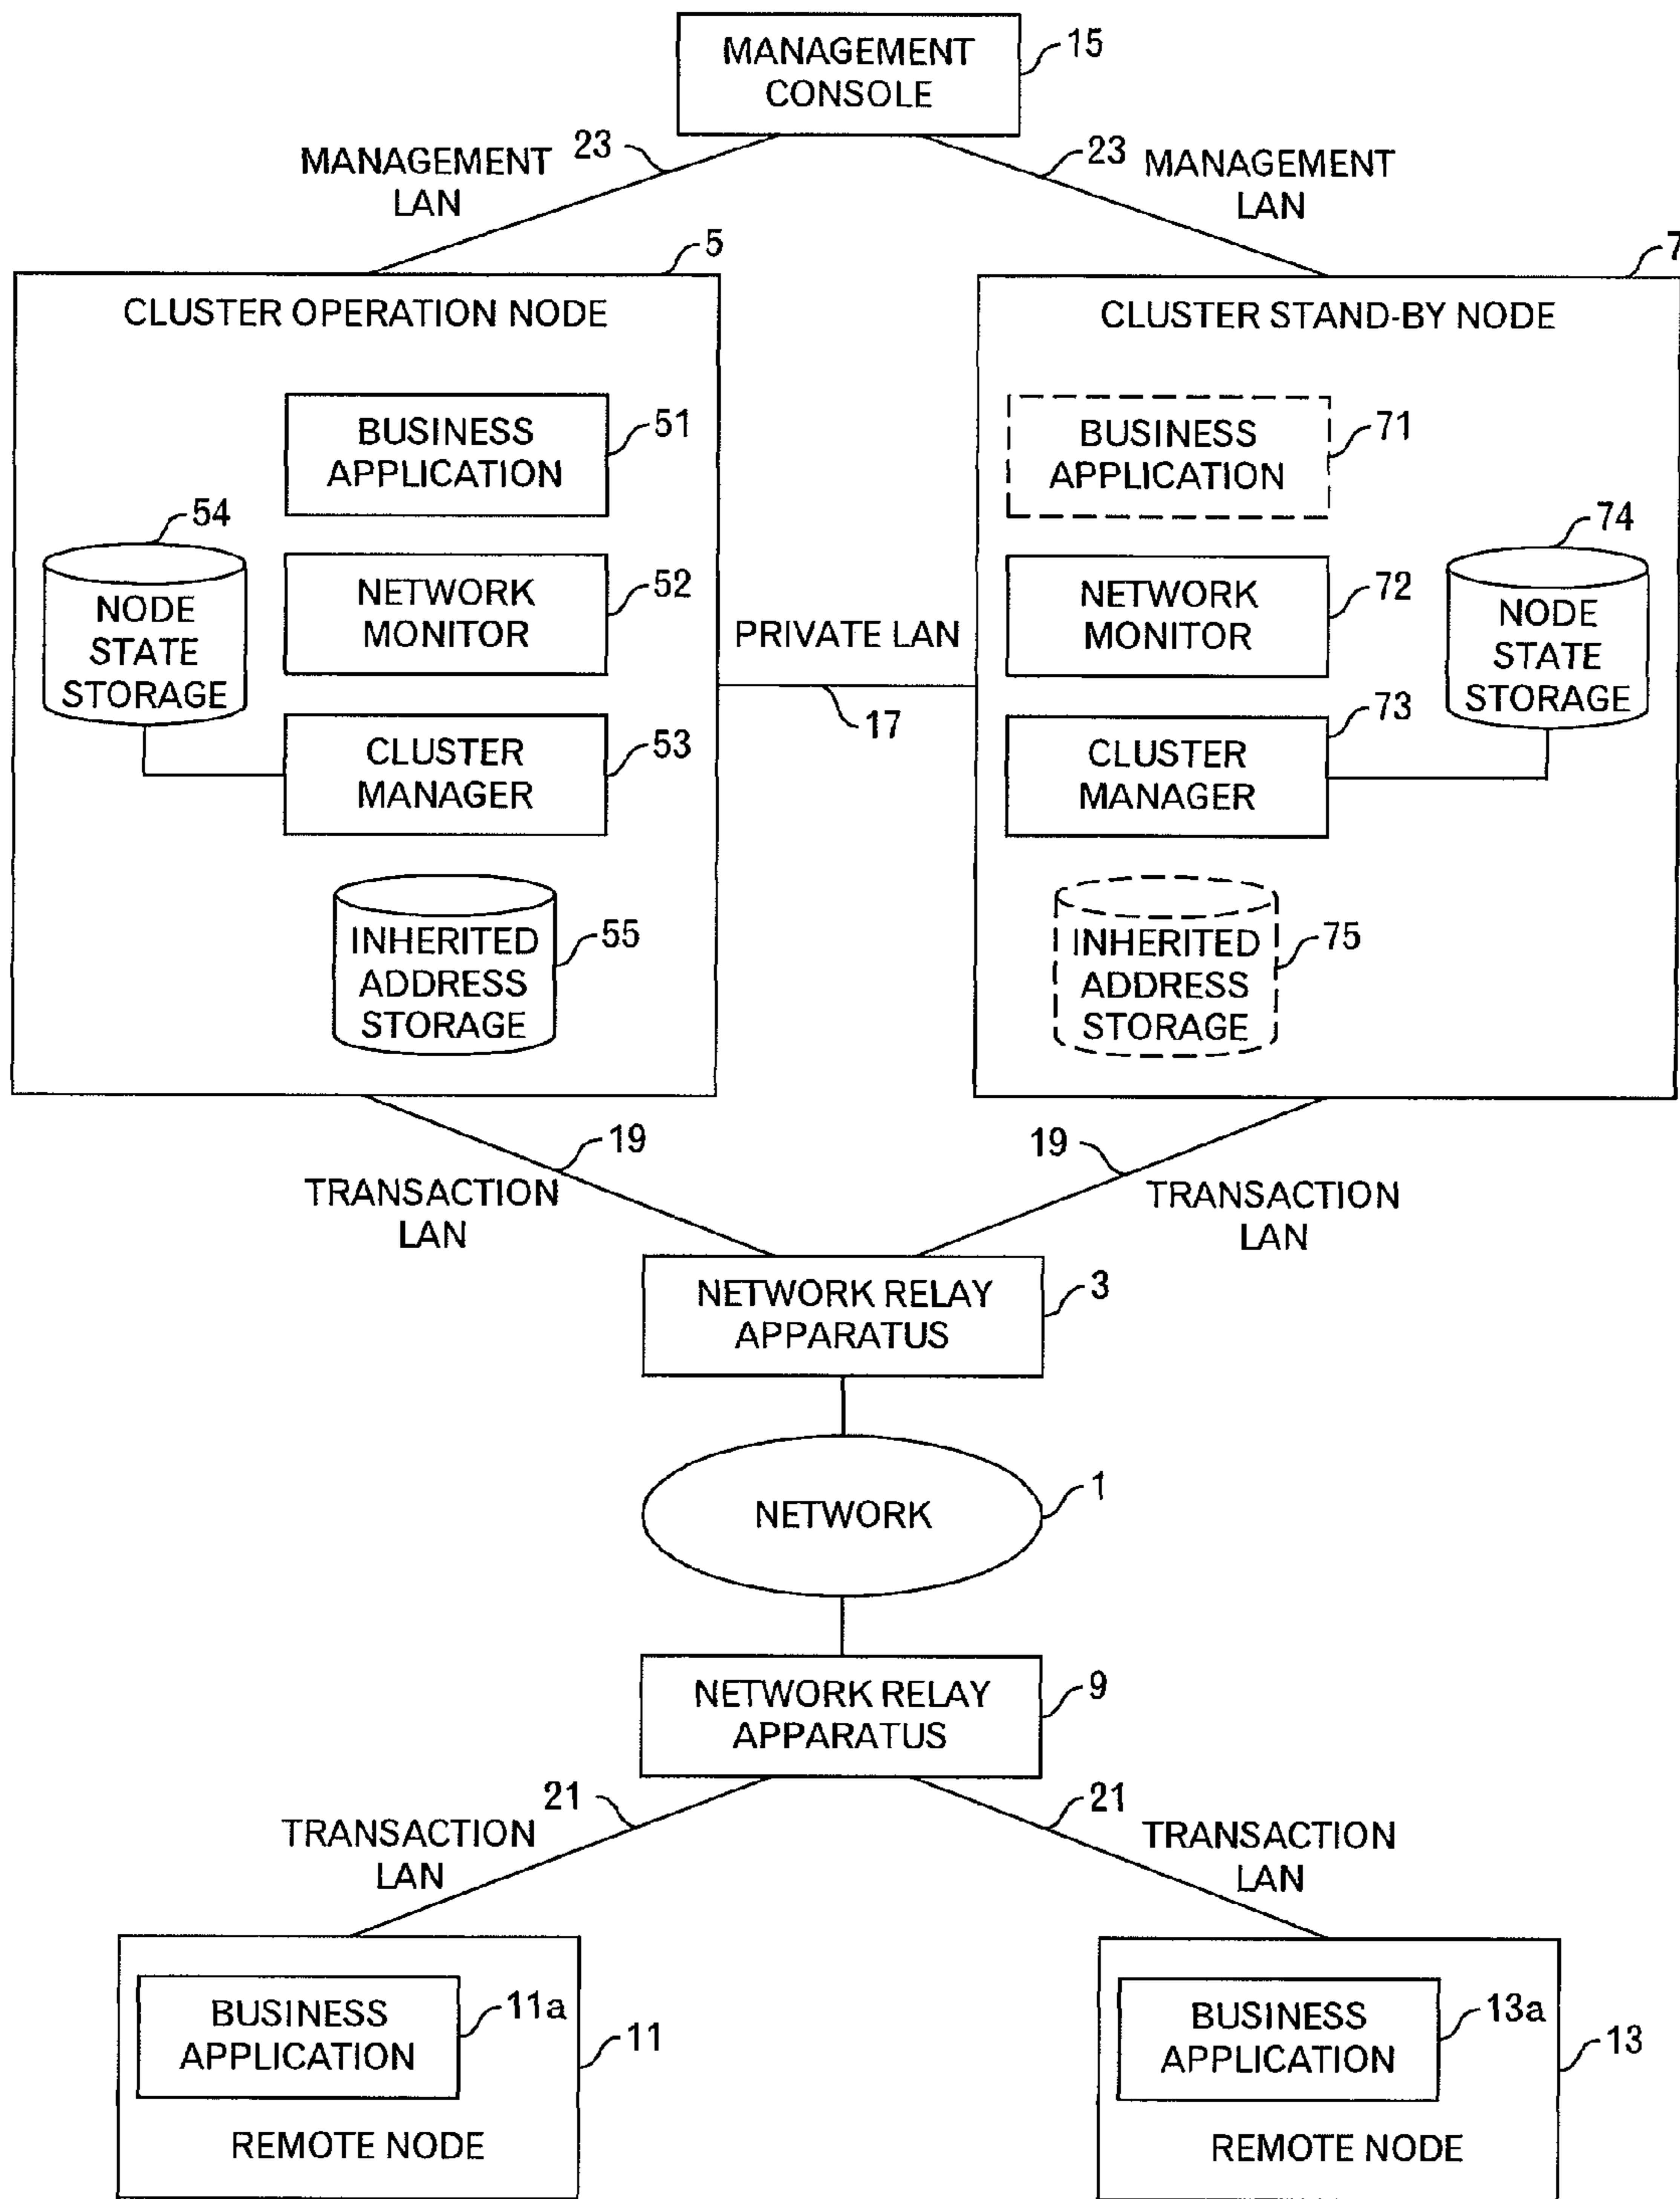 MANAGEMENT
CONSOLE
15
MANAGEMENT
LAN
23
23
MANAGEMENT
LAN
5
CLUSTER OPERATION NODE
BUSINESS
APPLICATION
51
54
NODE
STATE
STORAGE
NETWORK
MONITOR
52
CLUSTER
MANAGER
53
INHERITED
ADDRESS
STORAGE
55
PRIVATE LAN
17
7
CLUSTER STAND-BY NODE
BUSINESS
APPLICATION
71
NETWORK
MONITOR
72
74
NODE
STATE
STORAGE
CLUSTER
MANAGER
73
INHERITED
ADDRESS
STORAGE
75
19
TRANSACTION
LAN
19
TRANSACTION
LAN
NETWORK RELAY
APPARATUS
3
NETWORK
1
NETWORK RELAY
APPARATUS
9
21
TRANSACTION
LAN
21
TRANSACTION
LAN
BUSINESS
APPLICATION
11a
11
REMOTE NODE
BUSINESS
APPLICATION
13a
13
REMOTE NODE